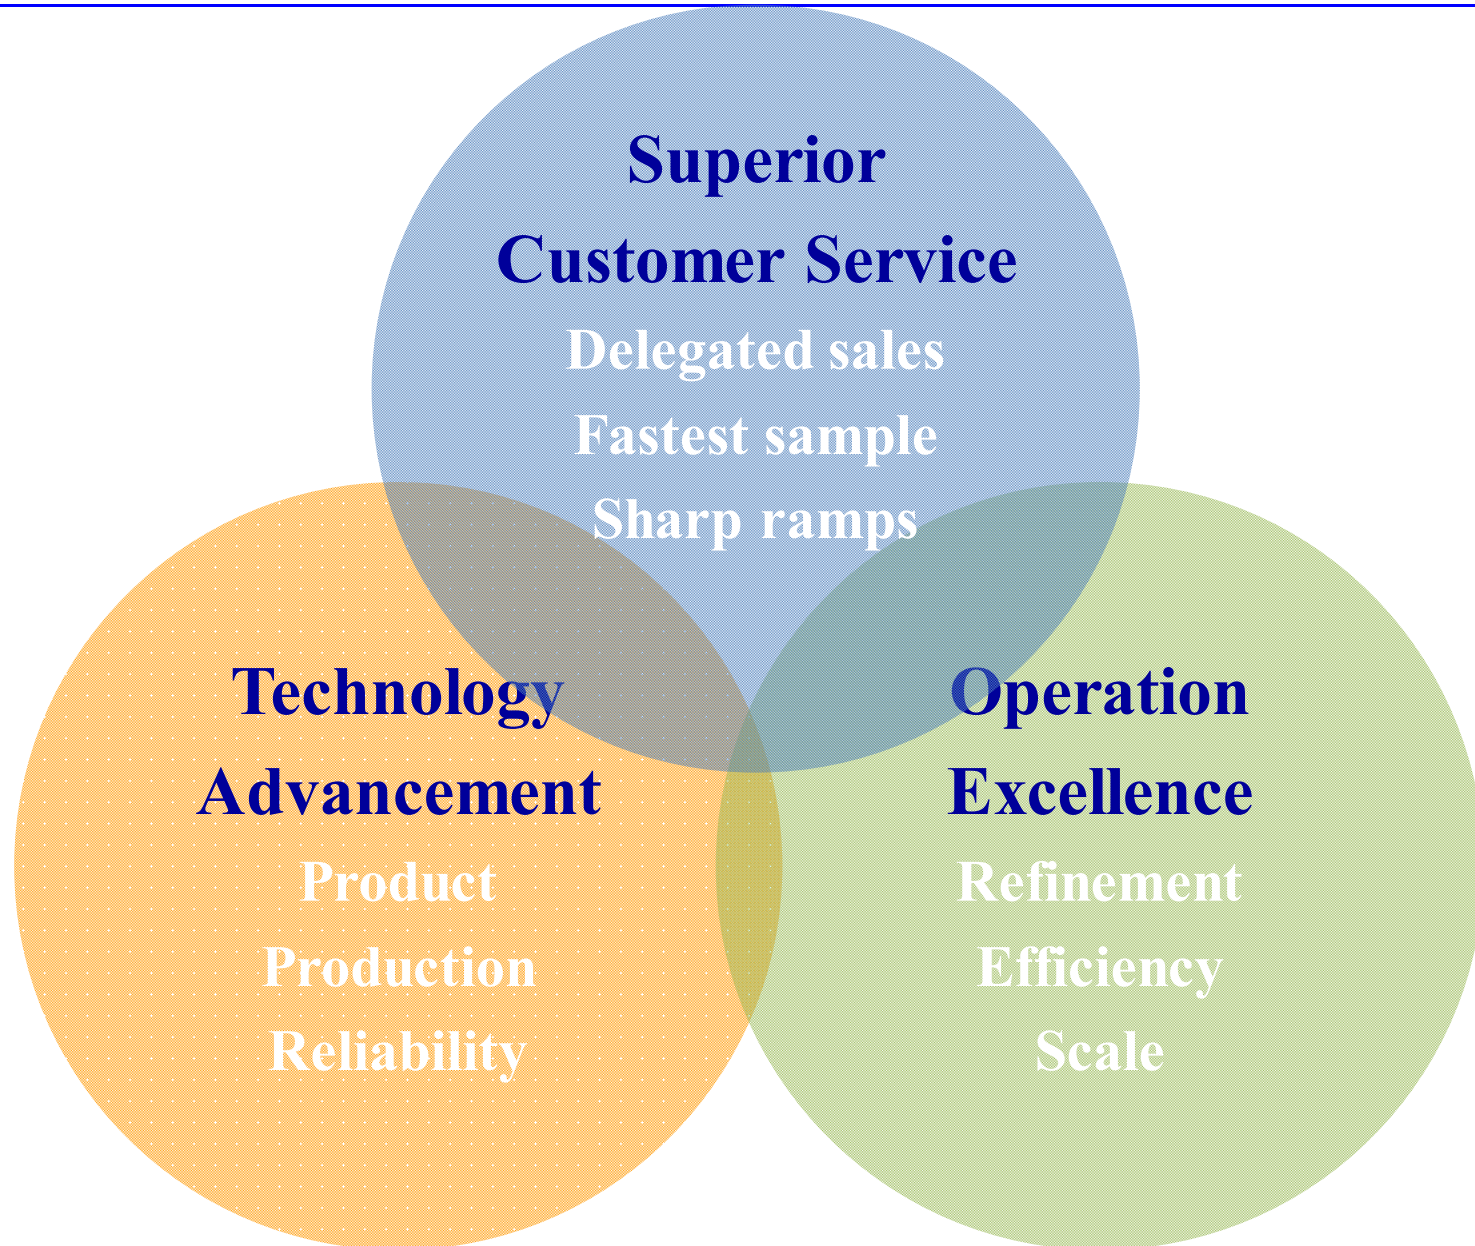 Superior
Customer Service
Delegated sales
Fastest sample
Sharp ramps
Technology
Advancement
Product
Production
Reliability
Operation
Excellence
Refinement
Efficiency
Scale